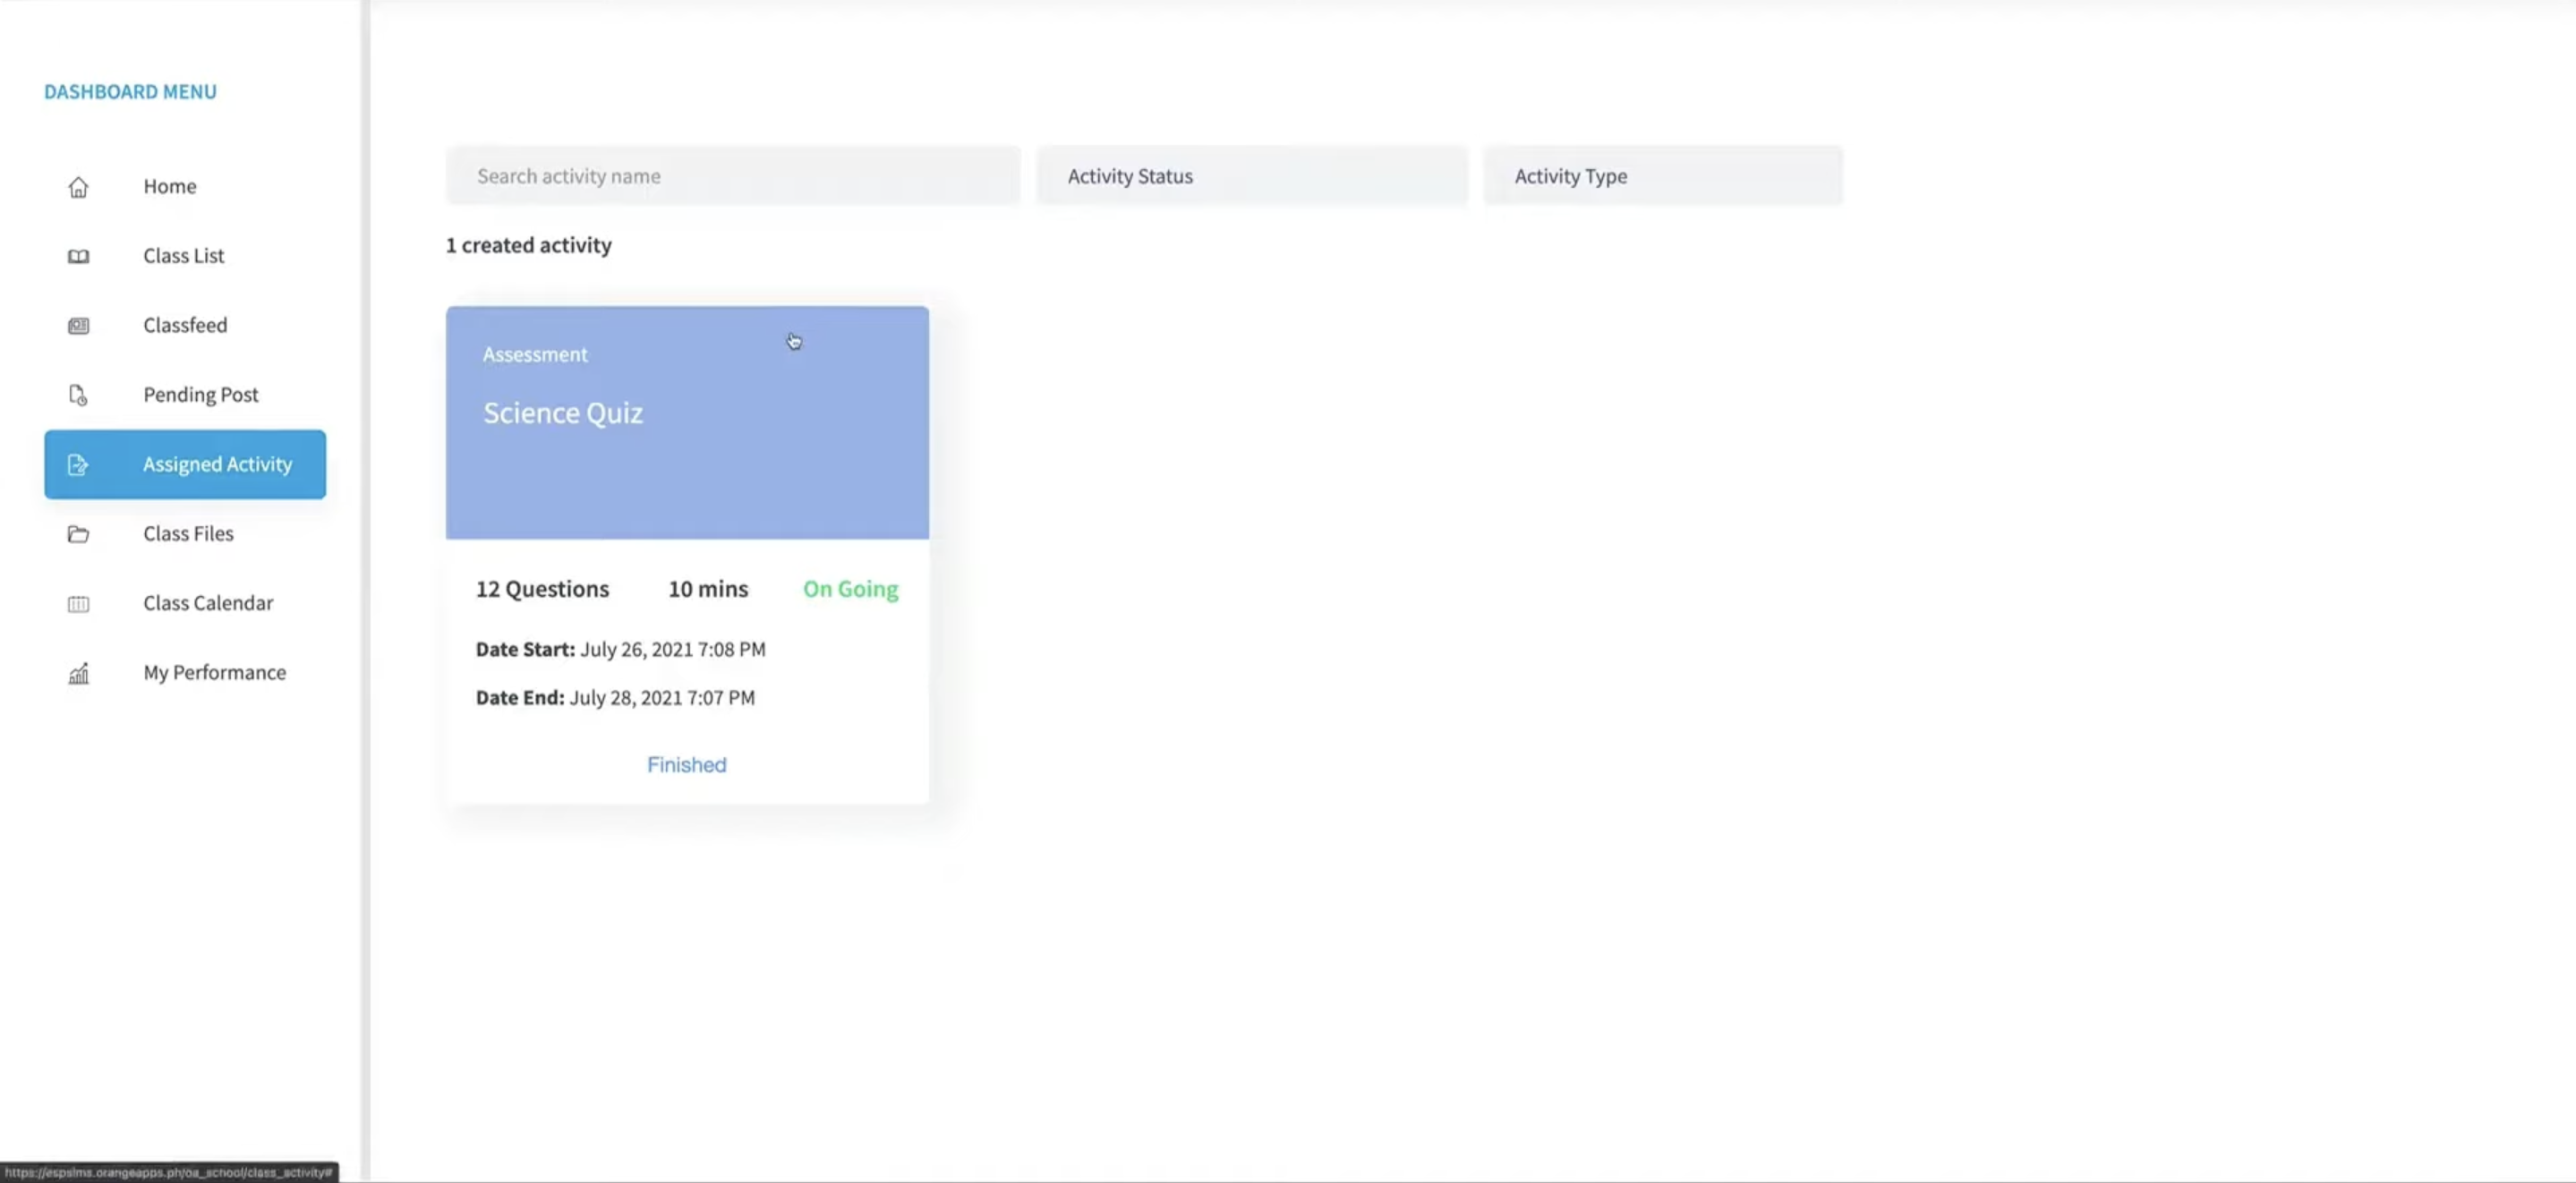 DASHBOARD MENU
Home
Class List
Classfeed
Pending Post
Assigned Activity
Class Files
Class Calendar
My Performance
Search activity name
Activity Status
Activity Type
1 created activity
Assessment
Science Quiz
12 Questions 10 mins On Going
Date Start: July 26, 2021 7:08 PM
Date End: July 28, 2021 7:07 PM
Finished
https://espslms.orangeapps.ph/oa_school/class_activity#